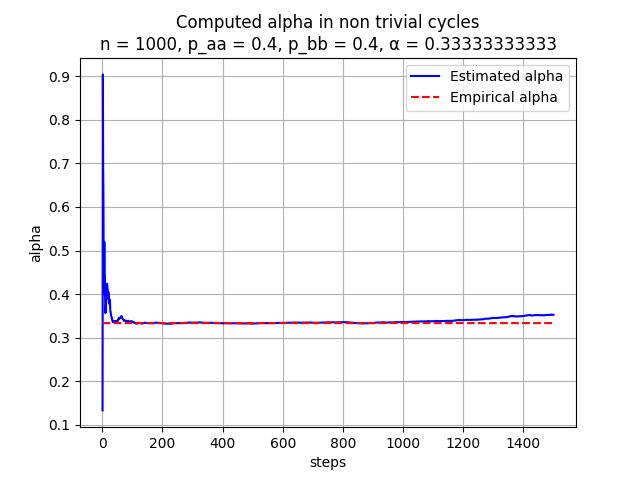 Computed alpha in non trivial cycles
n = 1000, p_aa = 0.4, p_bb = 0.4, α = 0.33333333333
Estimated alpha
Empirical alpha
alpha
0.9
0.8
0.7
0.6
0.5
0.4
0.3
0.2
0.1
0 200 400 600 800 1000 1200 1400
steps